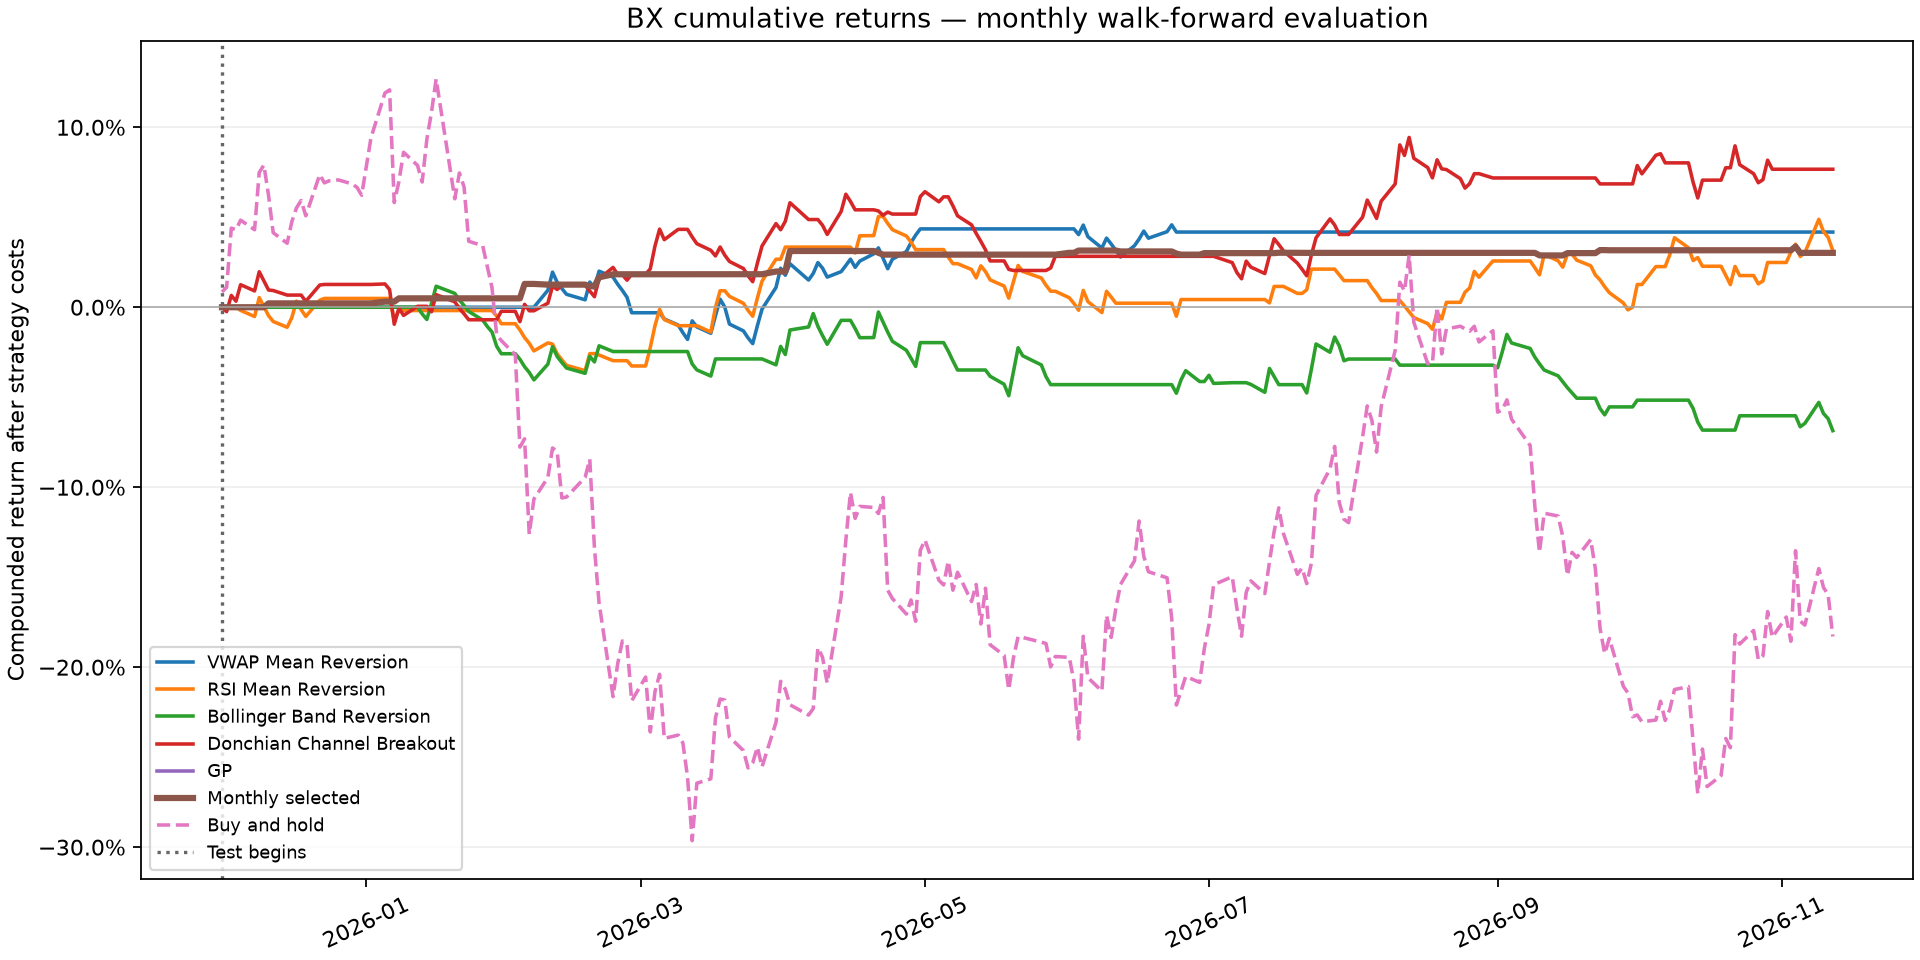 BX cumulative returns — monthly walk-forward evaluation
Compounded return after strategy costs
10.0%
0.0%
−10.0%
−20.0%
−30.0%
VWAP Mean Reversion
RSI Mean Reversion
Bollinger Band Reversion
Donchian Channel Breakout
GP
Monthly selected
Buy and hold
Test begins
2026-01
2026-03
2026-05
2026-07
2026-09
2026-11